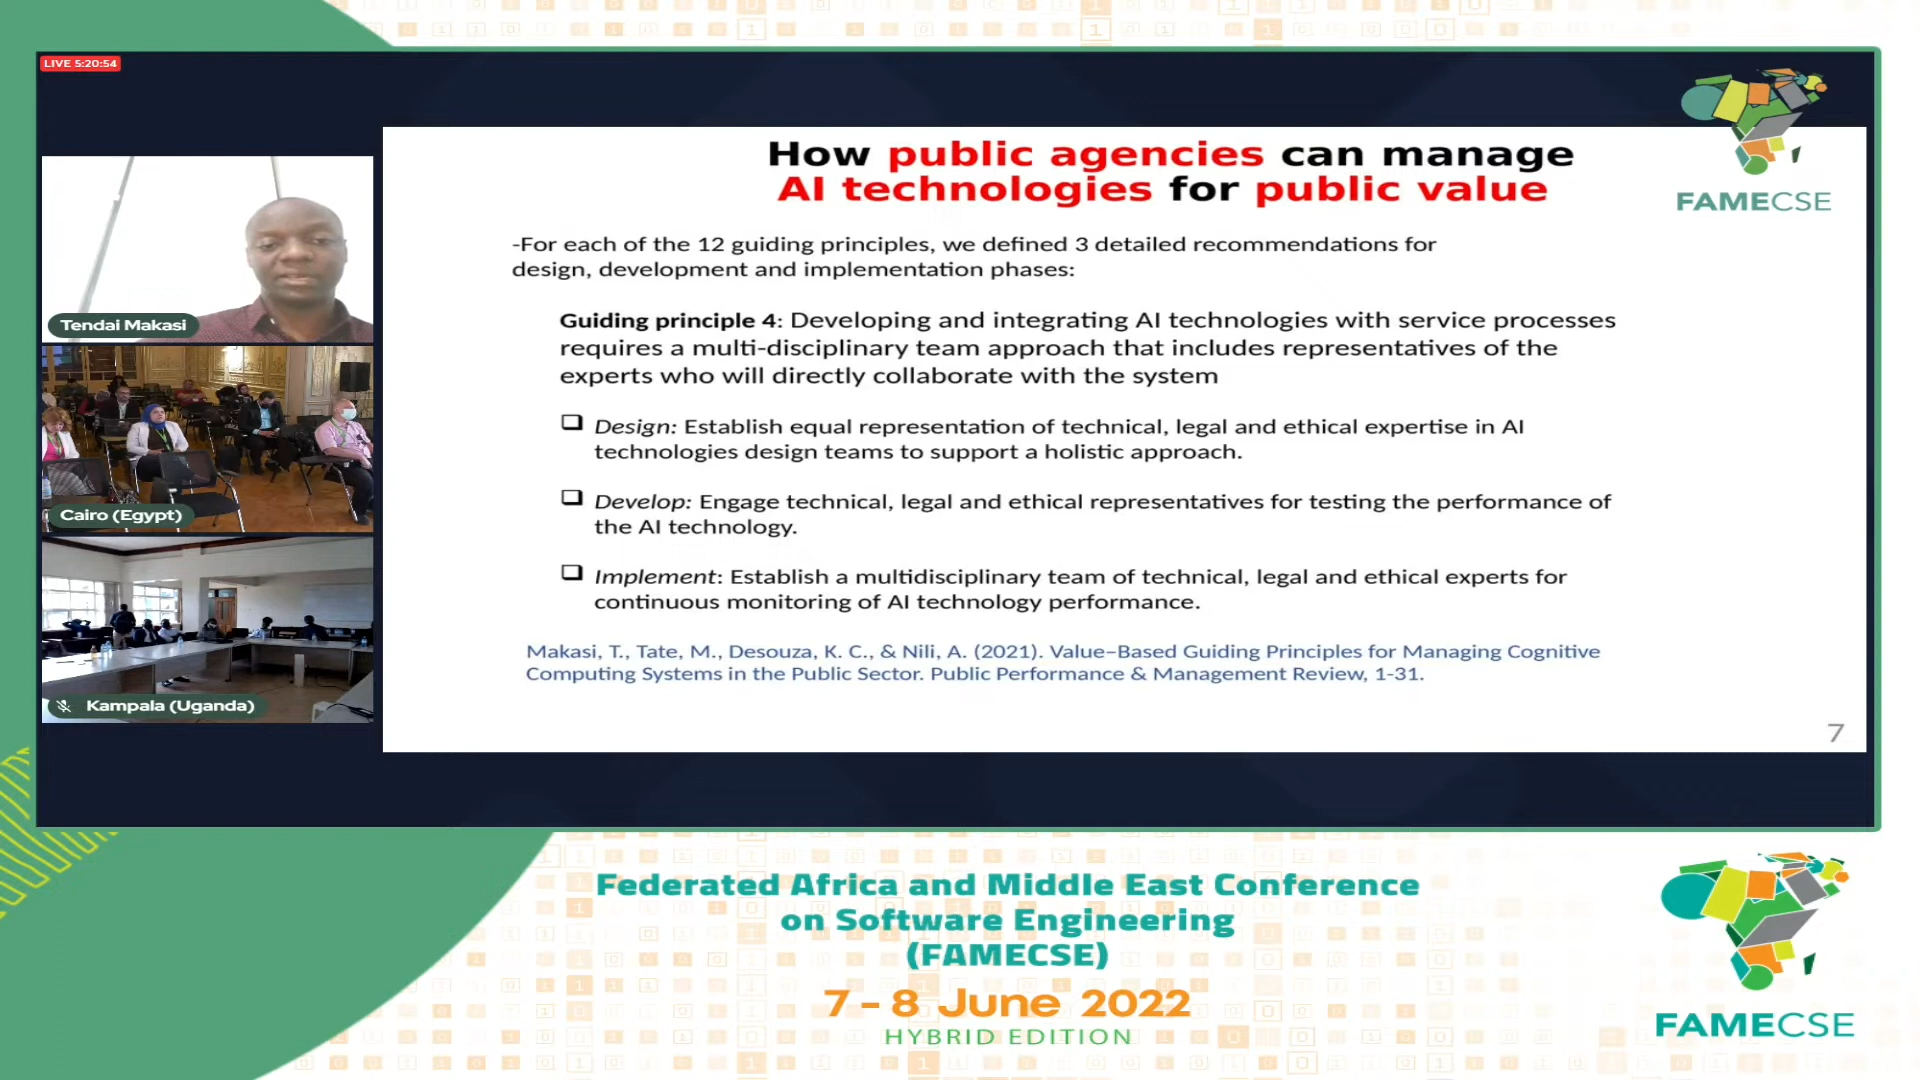 LIVE 5:20:54
FAMECSE
How public agencies can manage
AI technologies for public value
-For each of the 12 guiding principles, we defined 3 detailed recommendations for
design, development and implementation phases:
Guiding principle 4: Developing and integrating AI technologies with service processes
requires a multi-disciplinary team approach that includes representatives of the
experts who will directly collaborate with the system
Design: Establish equal representation of technical, legal and ethical expertise in AI
technologies design teams to support a holistic approach.
Develop: Engage technical, legal and ethical representatives for testing the performance of
the AI technology.
Implement: Establish a multidisciplinary team of technical, legal and ethical experts for
continuous monitoring of AI technology performance.
Makasi, T., Tate, M., Desouza, K. C., & Nili, A. (2021). Value–Based Guiding Principles for Managing Cognitive
Computing Systems in the Public Sector. Public Performance & Management Review, 1-31.
7
Tendai Makasi
Cairo (Egypt)
Kampala (Uganda)
Federated Africa and Middle East Conference
on Software Engineering
(FAMECSE)
7 - 8 June 2022
HYBRID EDITION
FAMECSE